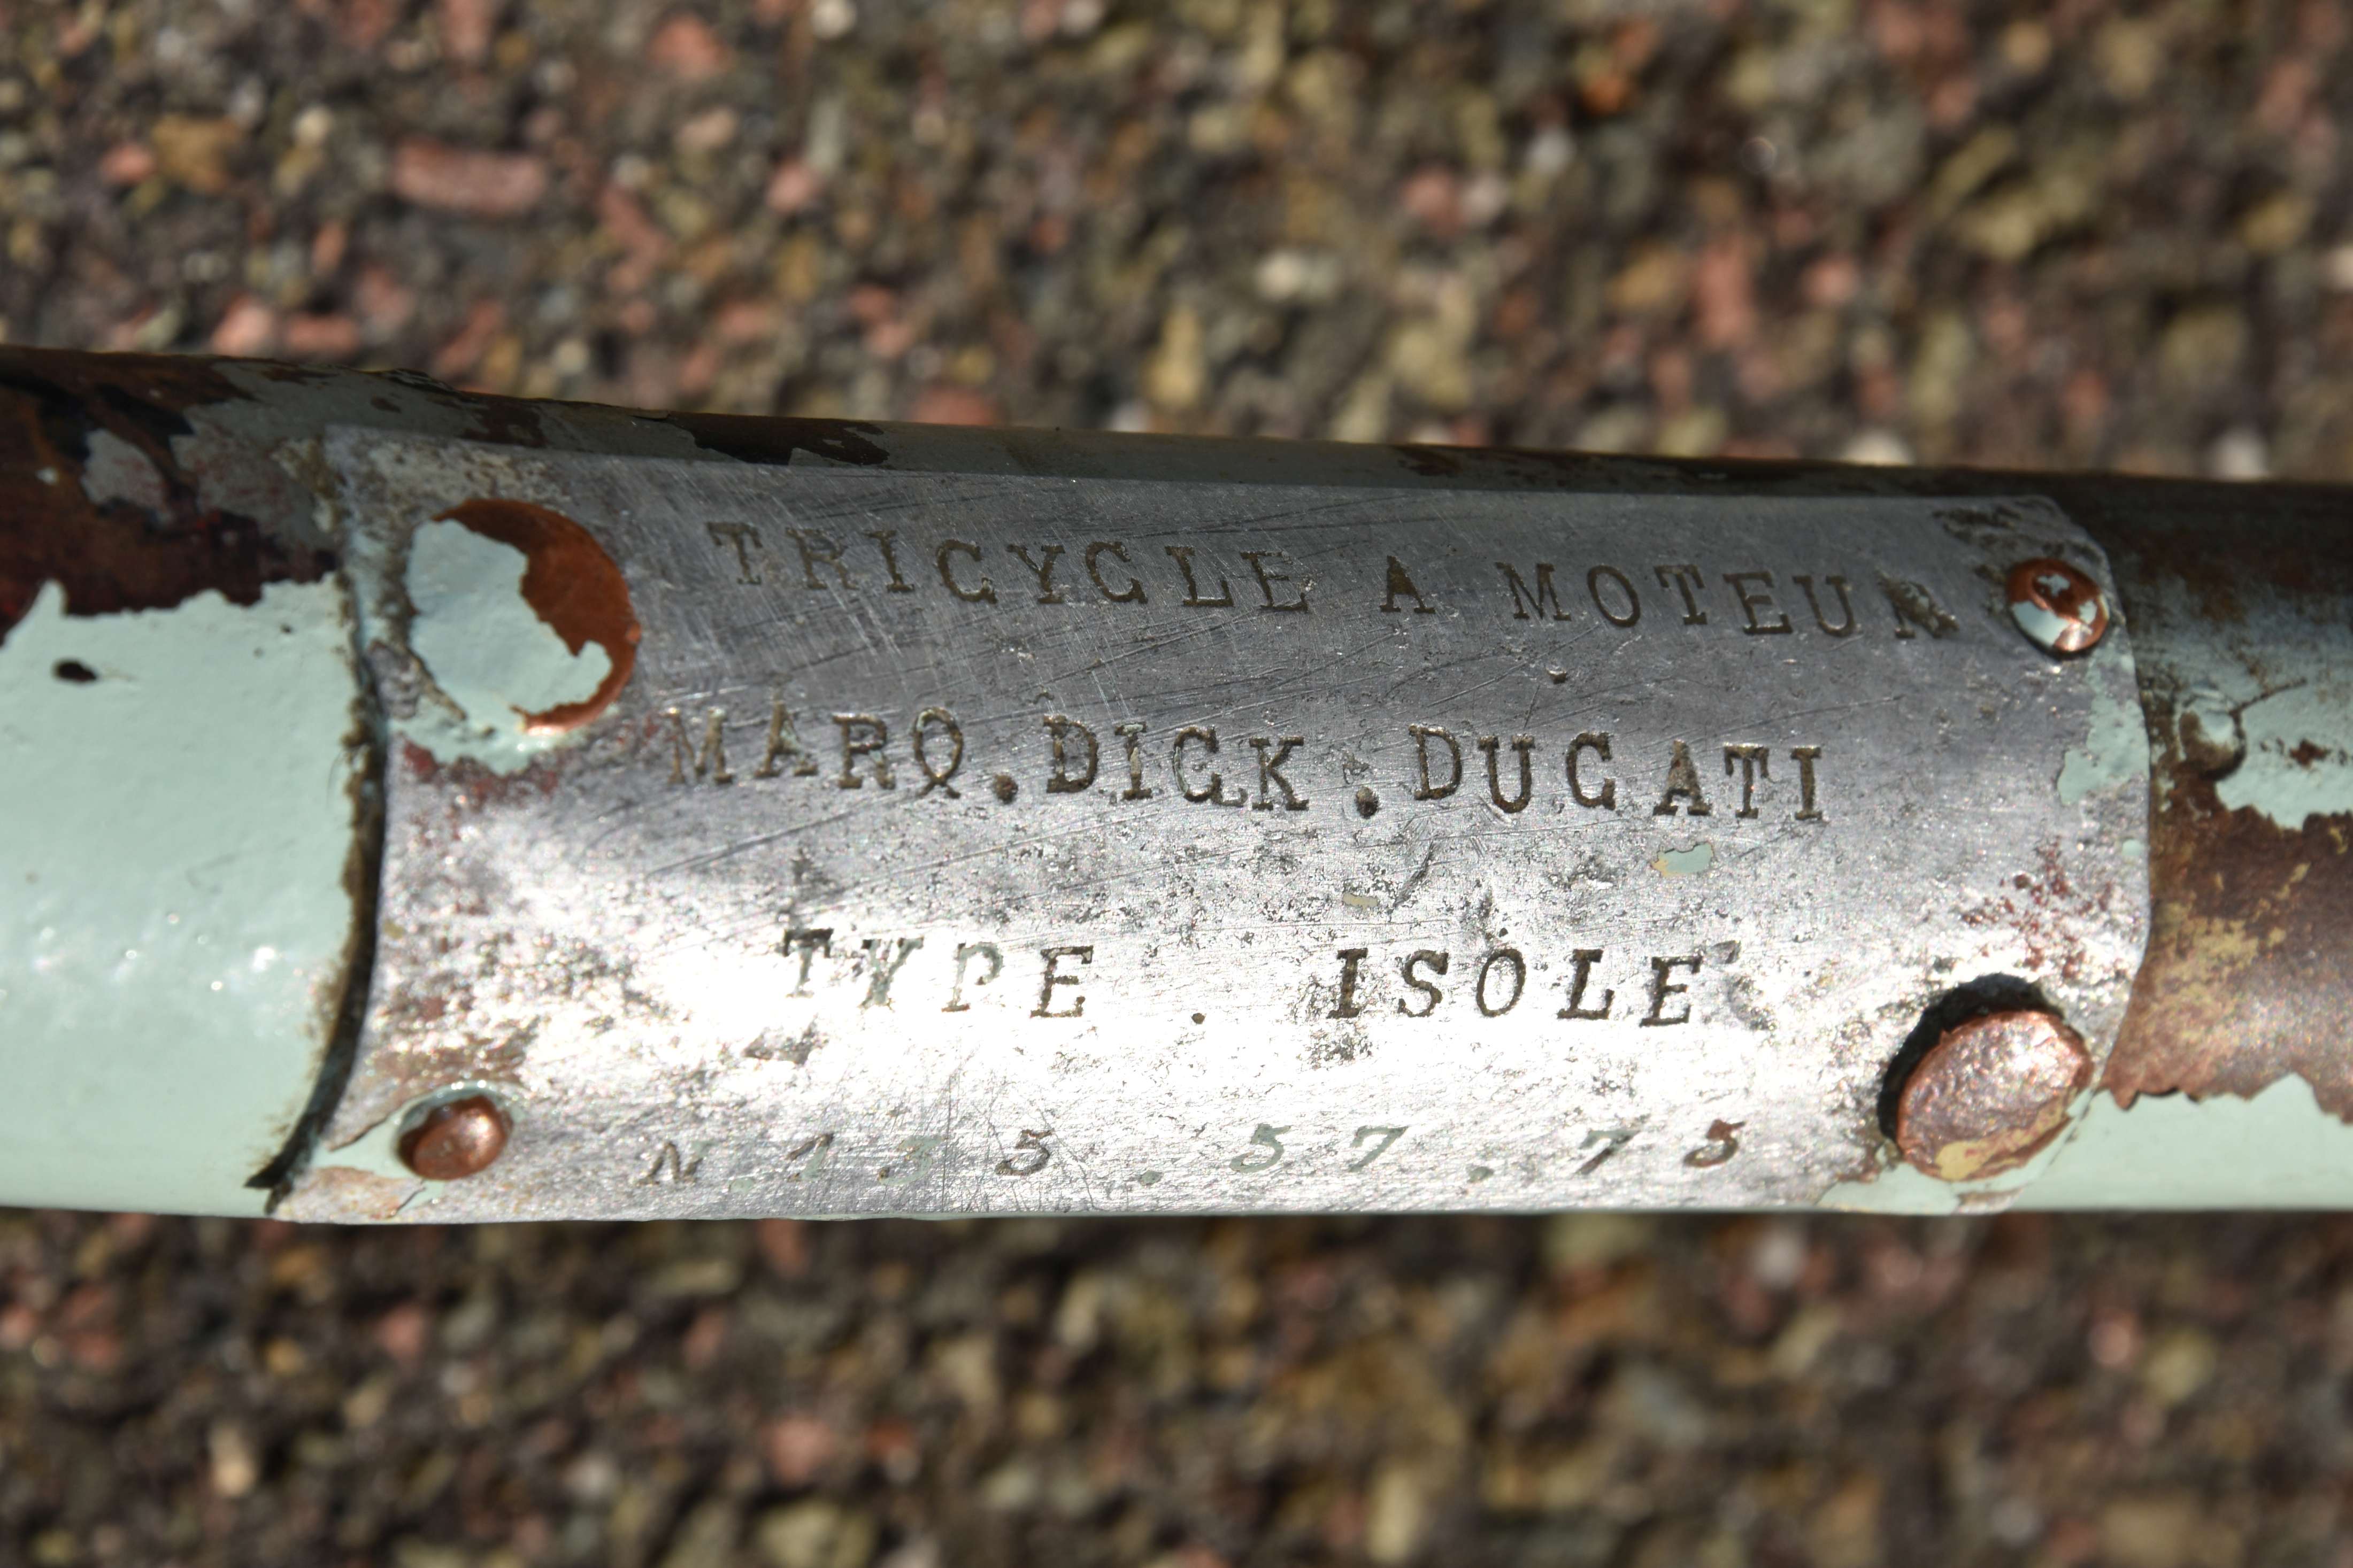 TRICYCLE A MOTEUR
MARQ.DICK.DUCATI
TYPE . ISOLE
N.135.57.75